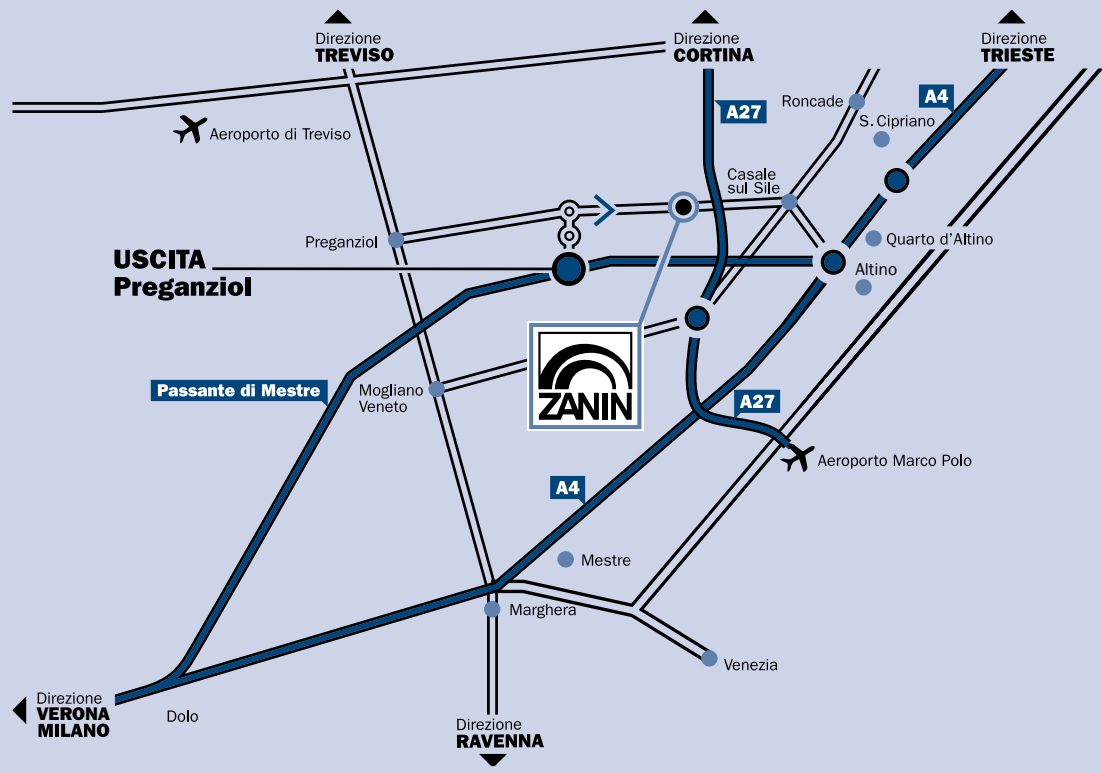 Direzione
TREVISO
Direzione
CORTINA
Direzione
TRIESTE
A27
A4
Roncade
S. Cipriano
Aeroporto di Treviso
Casale
sul Sile
Preganziol
Quarto d'Altino
USCITA
Preganziol
Altino
Passante di Mestre
Mogliano
Veneto
ZANIN
A27
Aeroporto Marco Polo
A4
Mestre
Marghera
Venezia
Direzione
VERONA
MILANO
Dolo
Direzione
RAVENNA